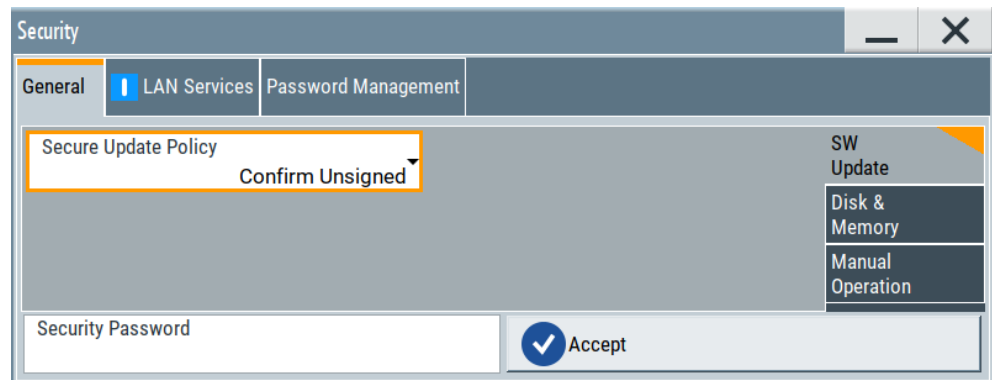 Security
General
LAN Services
Password Management
Secure Update Policy
Confirm Unsigned
SW
Update
Disk &
Memory
Manual
Operation
Security Password
Accept